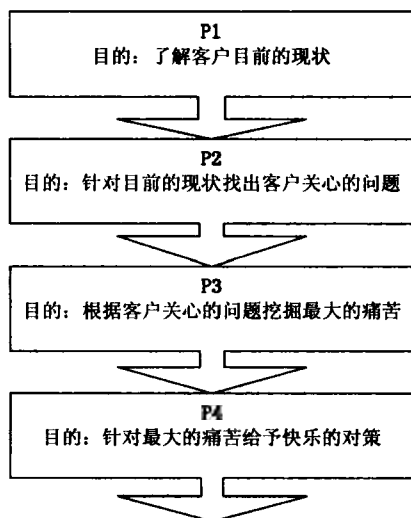 P1
目的：了解客户目前的现状
P2
目的：针对目前的现状找出客户关心的问题
P3
目的：根据客户关心的问题挖掘最大的痛苦
P4
目的：针对最大的痛苦给予快乐的对策